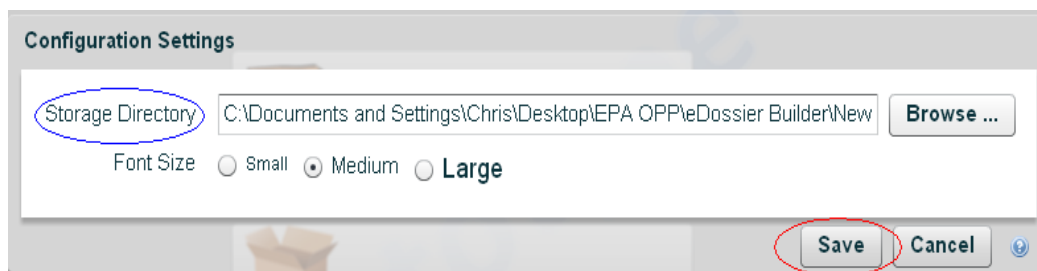 Configuration Settings
Storage Directory C:\Documents and Settings\Chris\Desktop\EPA OPP\eDossier Builder\New Browse ...
Font Size Small Medium Large
Save Cancel ?